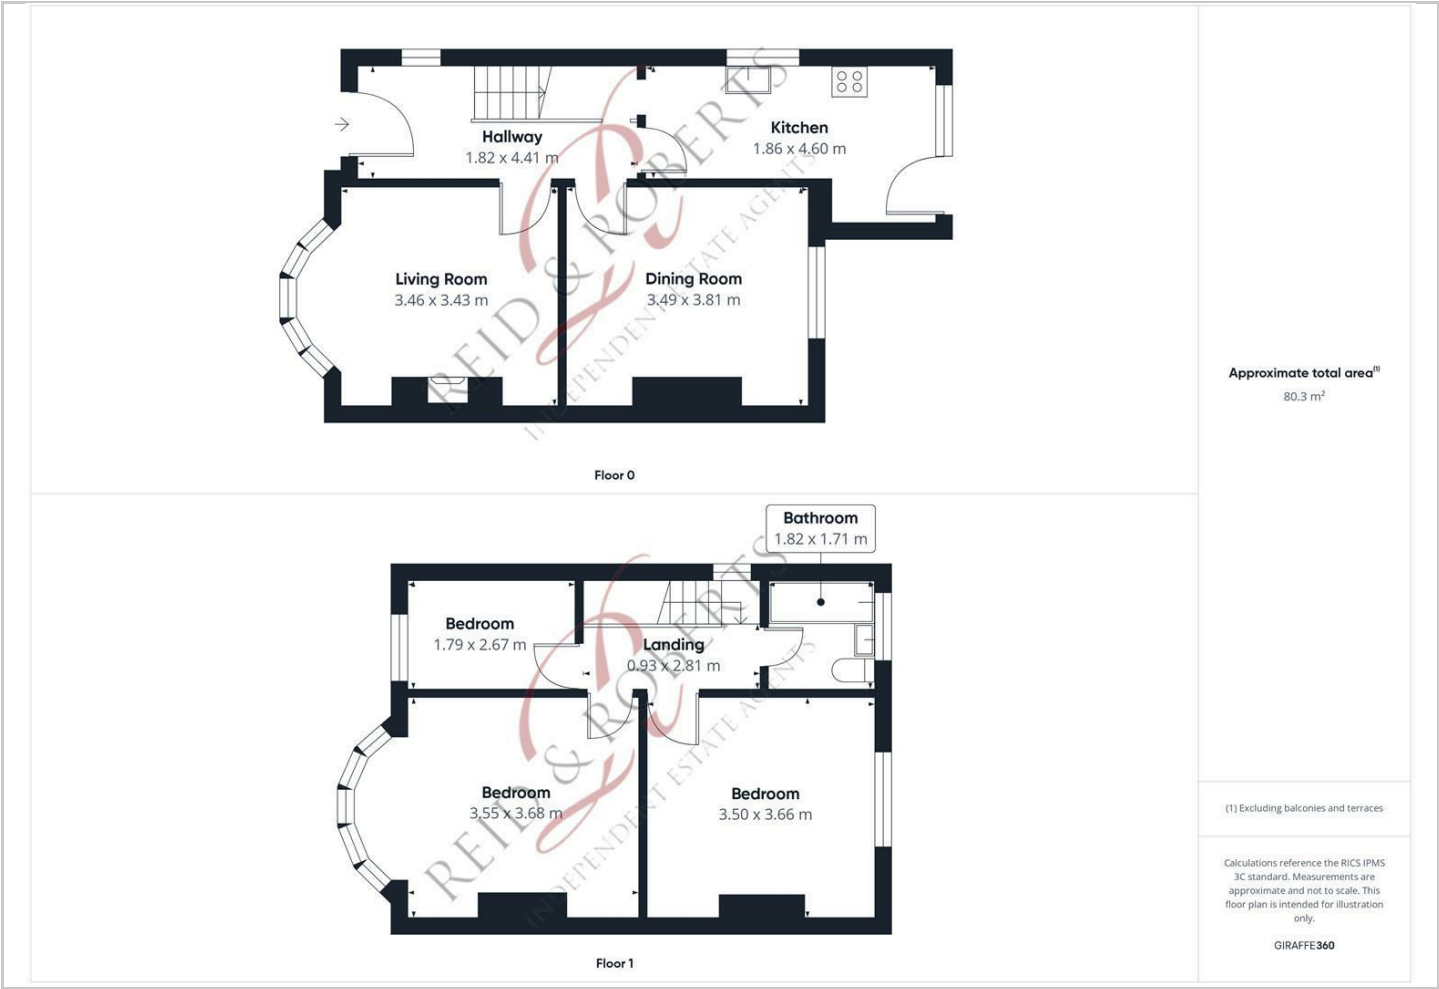 Hallway
1.82 x 4.41 m
Kitchen
1.86 x 4.60 m
Living Room
3.46 x 3.43 m
Dining Room
3.49 x 3.81 m
REID & ROBERTS
INDEPENDENT ESTATE AGENTS
Floor 0
Bathroom
1.82 x 1.71 m
Bedroom
1.79 x 2.67 m
Landing
0.93 x 2.81 m
Bedroom
3.55 x 3.68 m
Bedroom
3.50 x 3.66 m
REID & ROBERTS
INDEPENDENT ESTATE AGENTS
Floor 1
Approximate total area(1)
80.3 m²
(1) Excluding balconies and terraces
Calculations reference the RICS IPMS
3C standard. Measurements are
approximate and not to scale. This
floor plan is intended for illustration
only.
GIRAFFE360